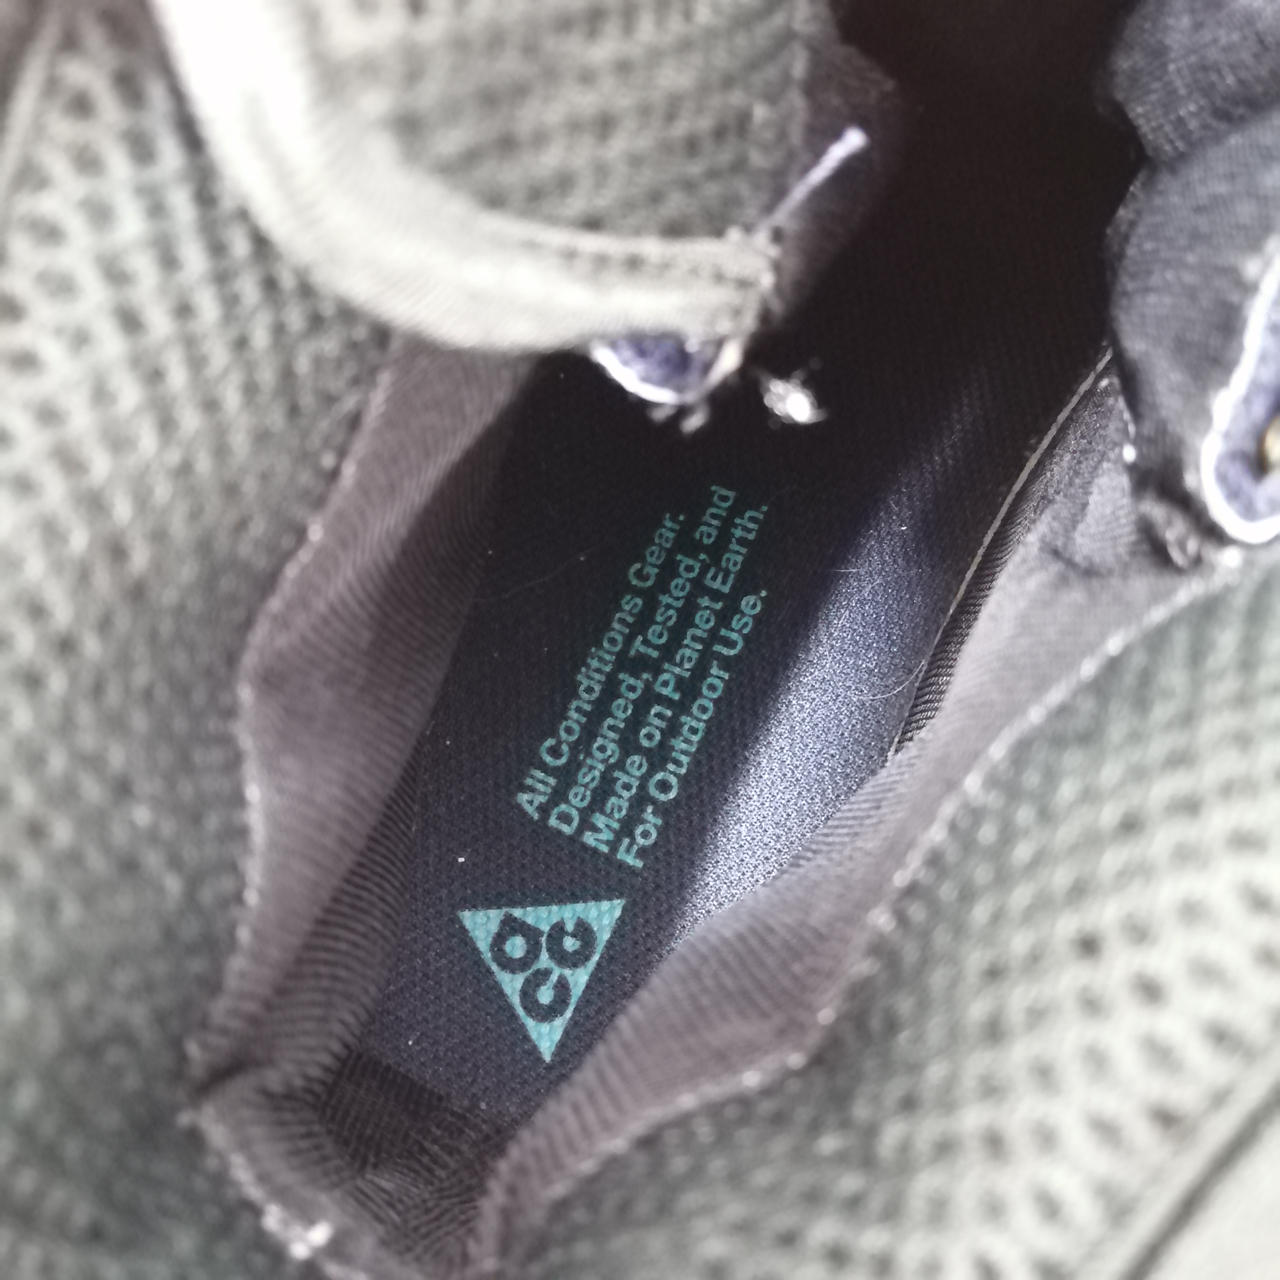 All Conditions Gear.
Designed, Tested, and
Made on Planet Earth.
For Outdoor Use.
ACG